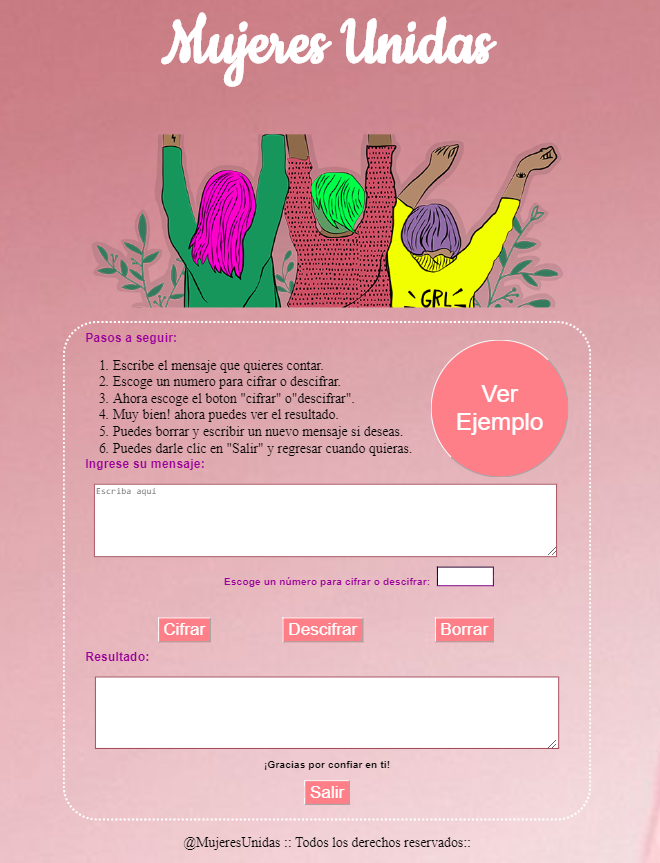 Mujeres Unidas
GRL
Pasos a seguir:
1. Escribe el mensaje que quieres contar.
2. Escoge un numero para cifrar o descifrar.
3. Ahora escoge el boton "cifrar" o"descifrar".
4. Muy bien! ahora puedes ver el resultado.
5. Puedes borrar y escribir un nuevo mensaje si deseas.
6. Puedes darle clic en "Salir" y regresar cuando quieras.
Ver
Ejemplo
Ingrese su mensaje:
Escriba aquí
Escoge un número para cifrar o descifrar:
Cifrar Descifrar Borrar
Resultado:
¡Gracias por confiar en ti!
Salir
@MujeresUnidas :: Todos los derechos reservados::